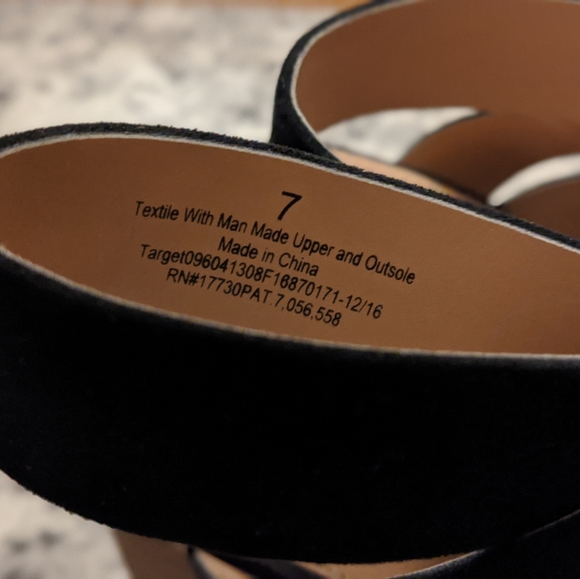 7
Textile With Man Made Upper and Outsole
Made in China
Target096041308F16870171-12/16
RN#17730PAT.7,056,558